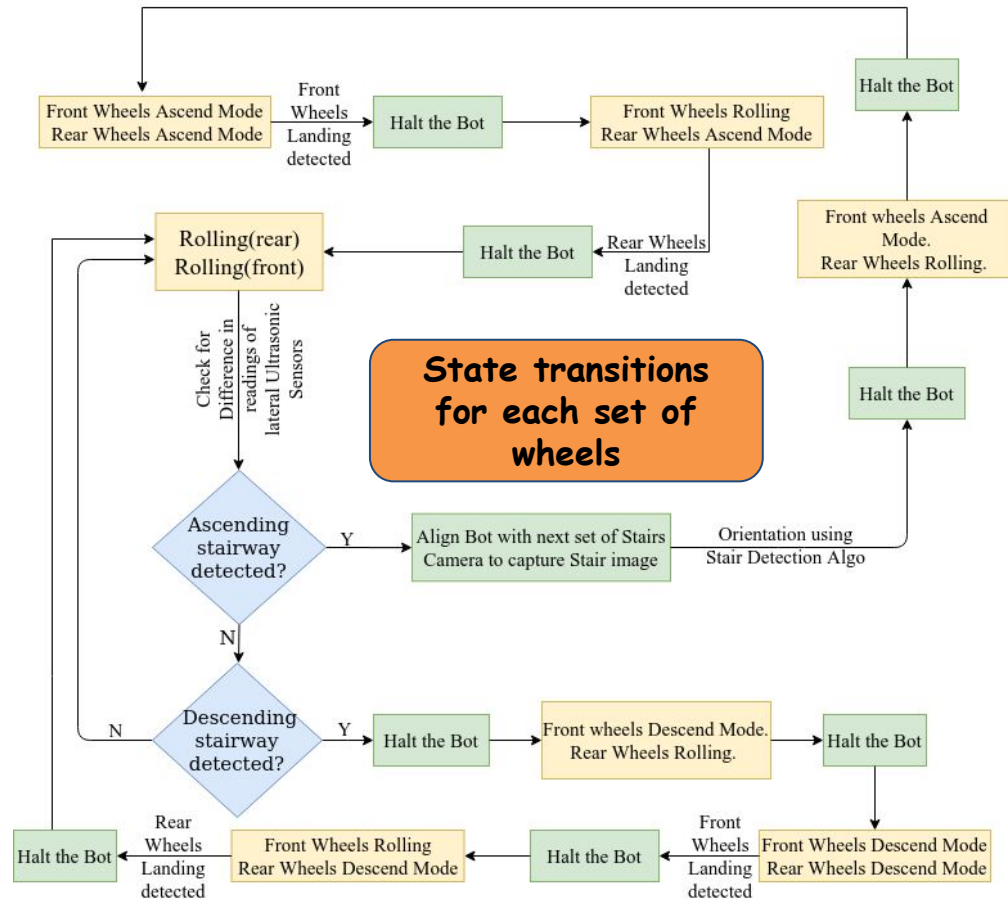 Halt the Bot
Front Wheels Ascend Mode
Rear Wheels Ascend Mode
Front
Wheels
Landing
detected
Halt the Bot
Front Wheels Rolling
Rear Wheels Ascend Mode
Front wheels Ascend
Mode.
Rear Wheels Rolling.
Rolling(rear)
Rolling(front)
Halt the Bot
Rear Wheels
Landing
detected
Check for
Difference in
readings of
lateral Ultrasonic
Sensors
State transitions
for each set of
wheels
Halt the Bot
Ascending
stairway
detected?
Y
Align Bot with next set of Stairs
Camera to capture Stair image
Orientation using
Stair Detection Algo
N
Descending
stairway
detected?
N
Y
Halt the Bot
Front wheels Descend Mode.
Rear Wheels Rolling.
Halt the Bot
Halt the Bot
Rear
Wheels
Landing
detected
Front Wheels Rolling
Rear Wheels Descend Mode
Halt the Bot
Front
Wheels
Landing
detected
Front Wheels Descend Mode
Rear Wheels Descend Mode